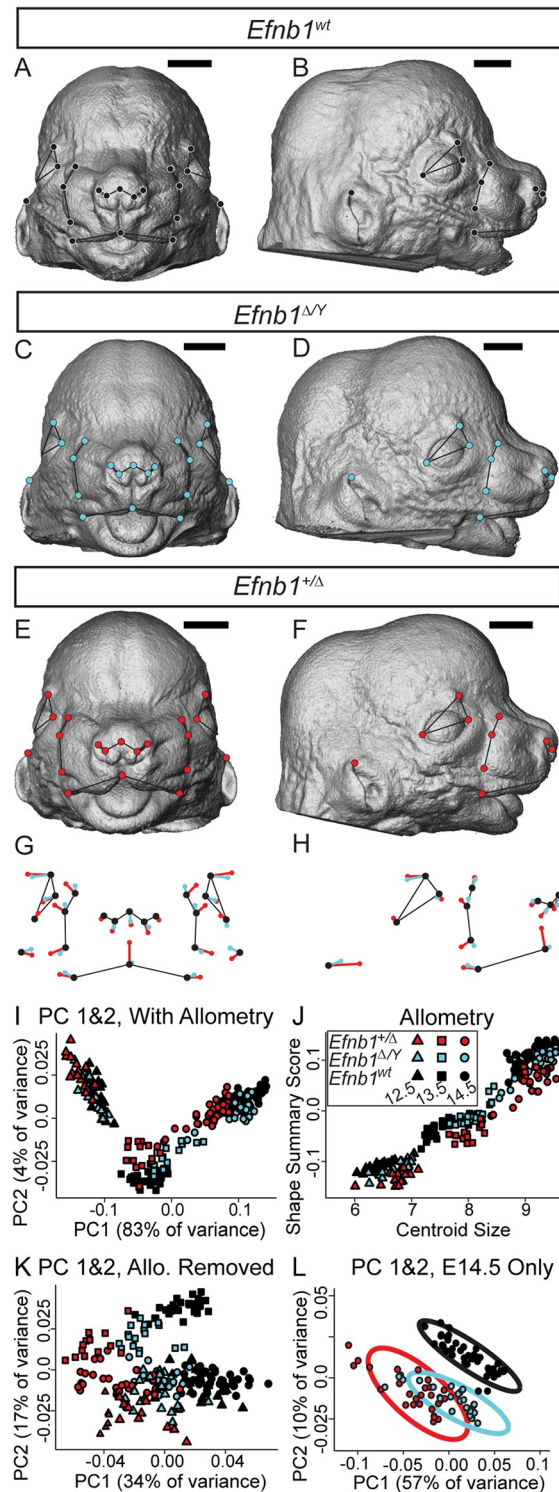 Efnb1wt
A
B
Efnb1Δ/Y
C
D
Efnb1+/Δ
E
F
G
H
I PC 1&2, With Allometry
PC2 (4% of variance)
0.025
0.0
-0.025
-0.1
0.0
0.1
PC1 (83% of variance)
J Allometry
Shape Summary Score
0.1
0.0
-0.1
Efnb1+/Δ
Efnb1Δ/Y
Efnb1wt
12.5
13.5
14.5
6
7
8
9
Centroid Size
K PC 1&2, Allo. Removed
PC2 (17% of variance)
0.025
0.0
-0.025
-0.04
0.0
0.04
PC1 (34% of variance)
L PC 1&2, E14.5 Only
PC2 (10% of variance)
0.05
0.0
-0.025
-0.1
-0.05
0.00
0.05
0.1
PC1 (57% of variance)